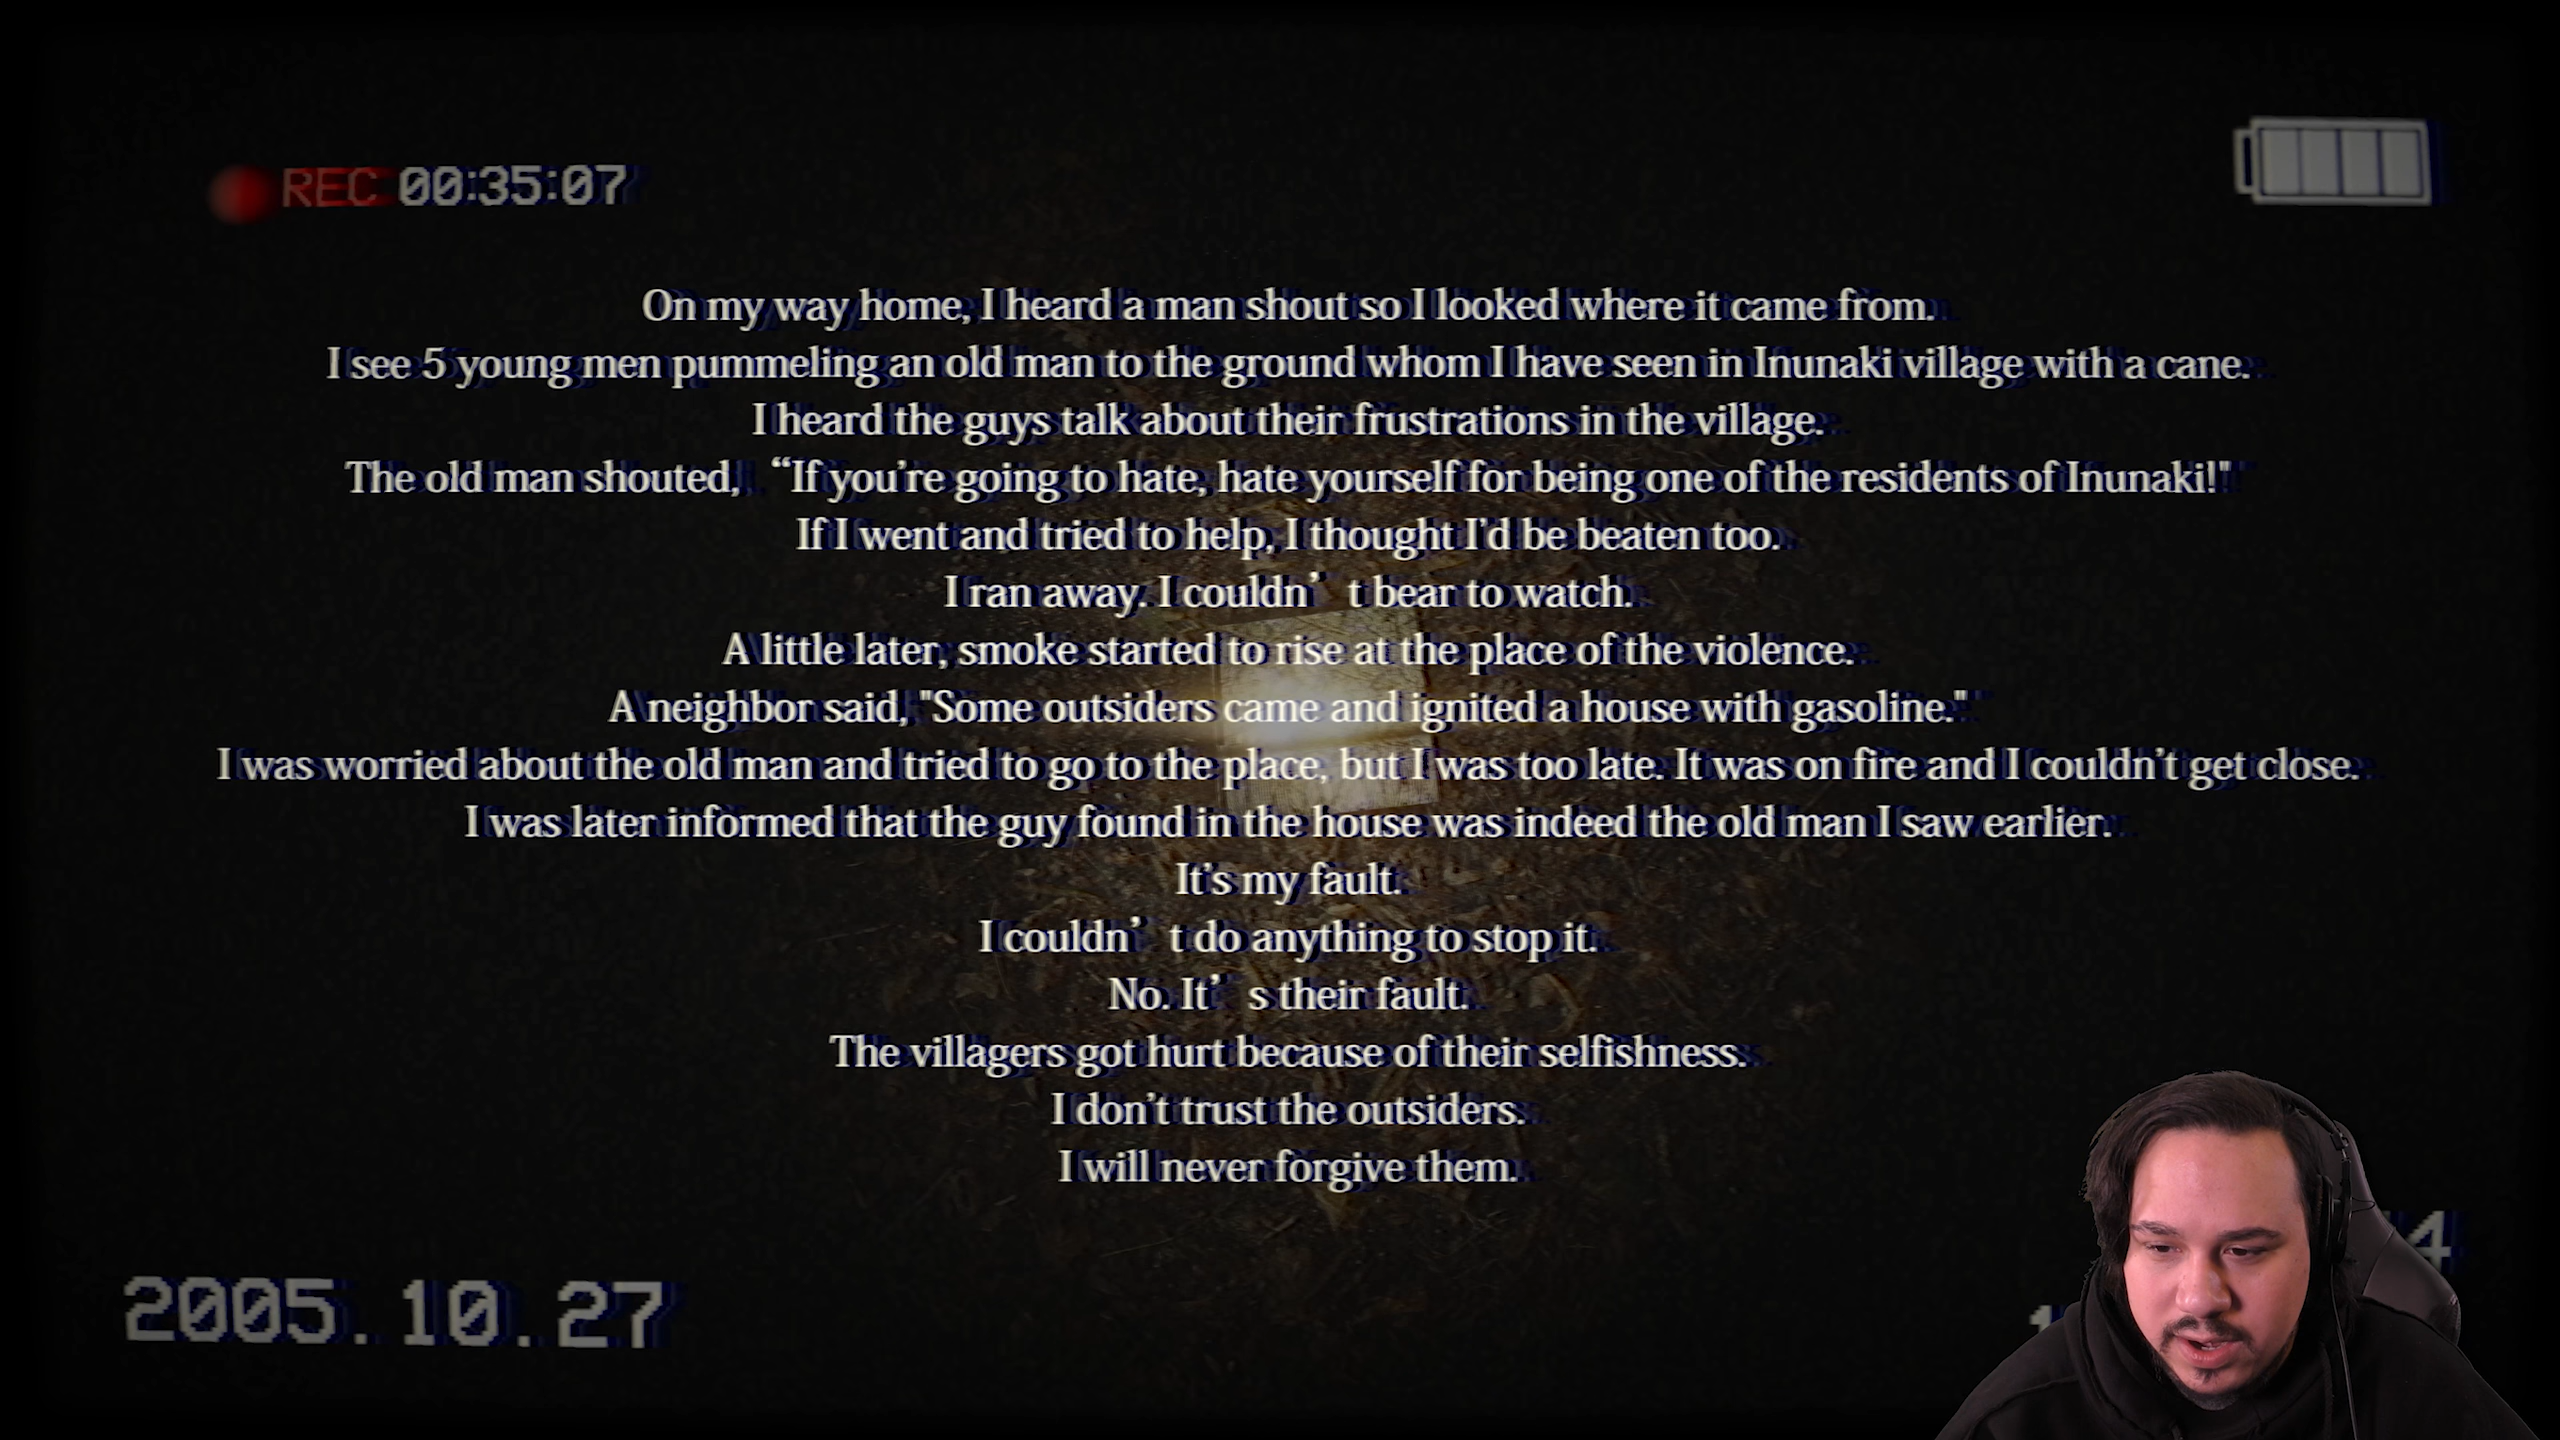 REC 00:35:07
On my way home, I heard a man shout so I looked where it came from.
I see 5 young men pummeling an old man to the ground whom I have seen in Inunaki village with a cane.
I heard the guys talk about their frustrations in the village.
The old man shouted, “If you’re going to hate, hate yourself for being one of the residents of Inunaki!"
If I went and tried to help, I thought I’d be beaten too.
I ran away. I couldn’t bear to watch.
A little later, smoke started to rise at the place of the violence.
A neighbor said, "Some outsiders came and ignited a house with gasoline."
I was worried about the old man and tried to go to the place, but I was too late. It was on fire and I couldn't get close.
I was later informed that the guy found in the house was indeed the old man I saw earlier.
It's my fault.
I couldn’t do anything to stop it.
No. It’s their fault.
The villagers got hurt because of their selfishness.
I don't trust the outsiders.
I will never forgive them.
2005.10.27